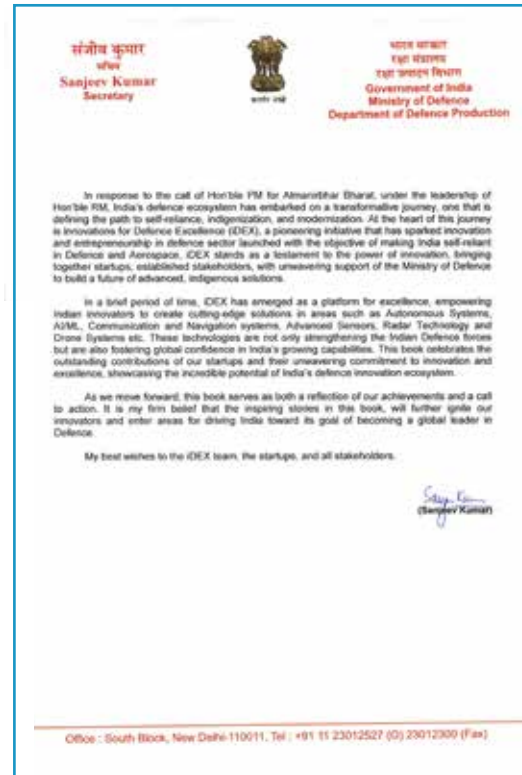 संजीव कुमार
सचिव
Sanjeev Kumar
Secretary
सत्यमेव जयते
भारत सरकार
रक्षा मंत्रालय
रक्षा उत्पादन विभाग
Government of India
Ministry of Defence
Department of Defence Production
In response to the call of Hon'ble PM for Atmanirbhar Bharat, under the leadership of
Hon'ble RM, India's defence ecosystem has embarked on a transformative journey, one that is
defining the path to self-reliance, indigenization, and modernization. At the heart of this journey
is Innovations for Defence Excellence (iDEX), a pioneering initiative that has sparked innovation
and entrepreneurship in defence sector launched with the objective of making India self-reliant
in Defence and Aerospace, iDEX stands as a testament to the power of innovation, bringing
together startups, established stakeholders, with unwavering support of the Ministry of Defence
to build a future of advanced, indigenous solutions.
In a brief period of time, iDEX has emerged as a platform for excellence, empowering
Indian innovators to create cutting-edge solutions in areas such as Autonomous Systems,
AI/ML, Communication and Navigation systems, Advanced Sensors, Radar Technology and
Drone Systems etc. These technologies are not only strengthening the Indian Defence forces
but are also fostering global confidence in India's growing capabilities. This book celebrates the
outstanding contributions of our startups and their unwavering commitment to innovation and
excellence, showcasing the incredible potential of India's defence innovation ecosystem.
As we move forward, this book serves as both a reflection of our achievements and a call
to action. It is my firm belief that the inspiring stories in this book, will further ignite our
innovators and enter areas for driving India toward its goal of becoming a global leader in
Defence.
My best wishes to the iDEX team, the startups, and all stakeholders.
(Sanjeev Kumar)
Office : South Block, New Delhi-110011, Tel : +91 11 23012527 (O) 23012300 (Fax)